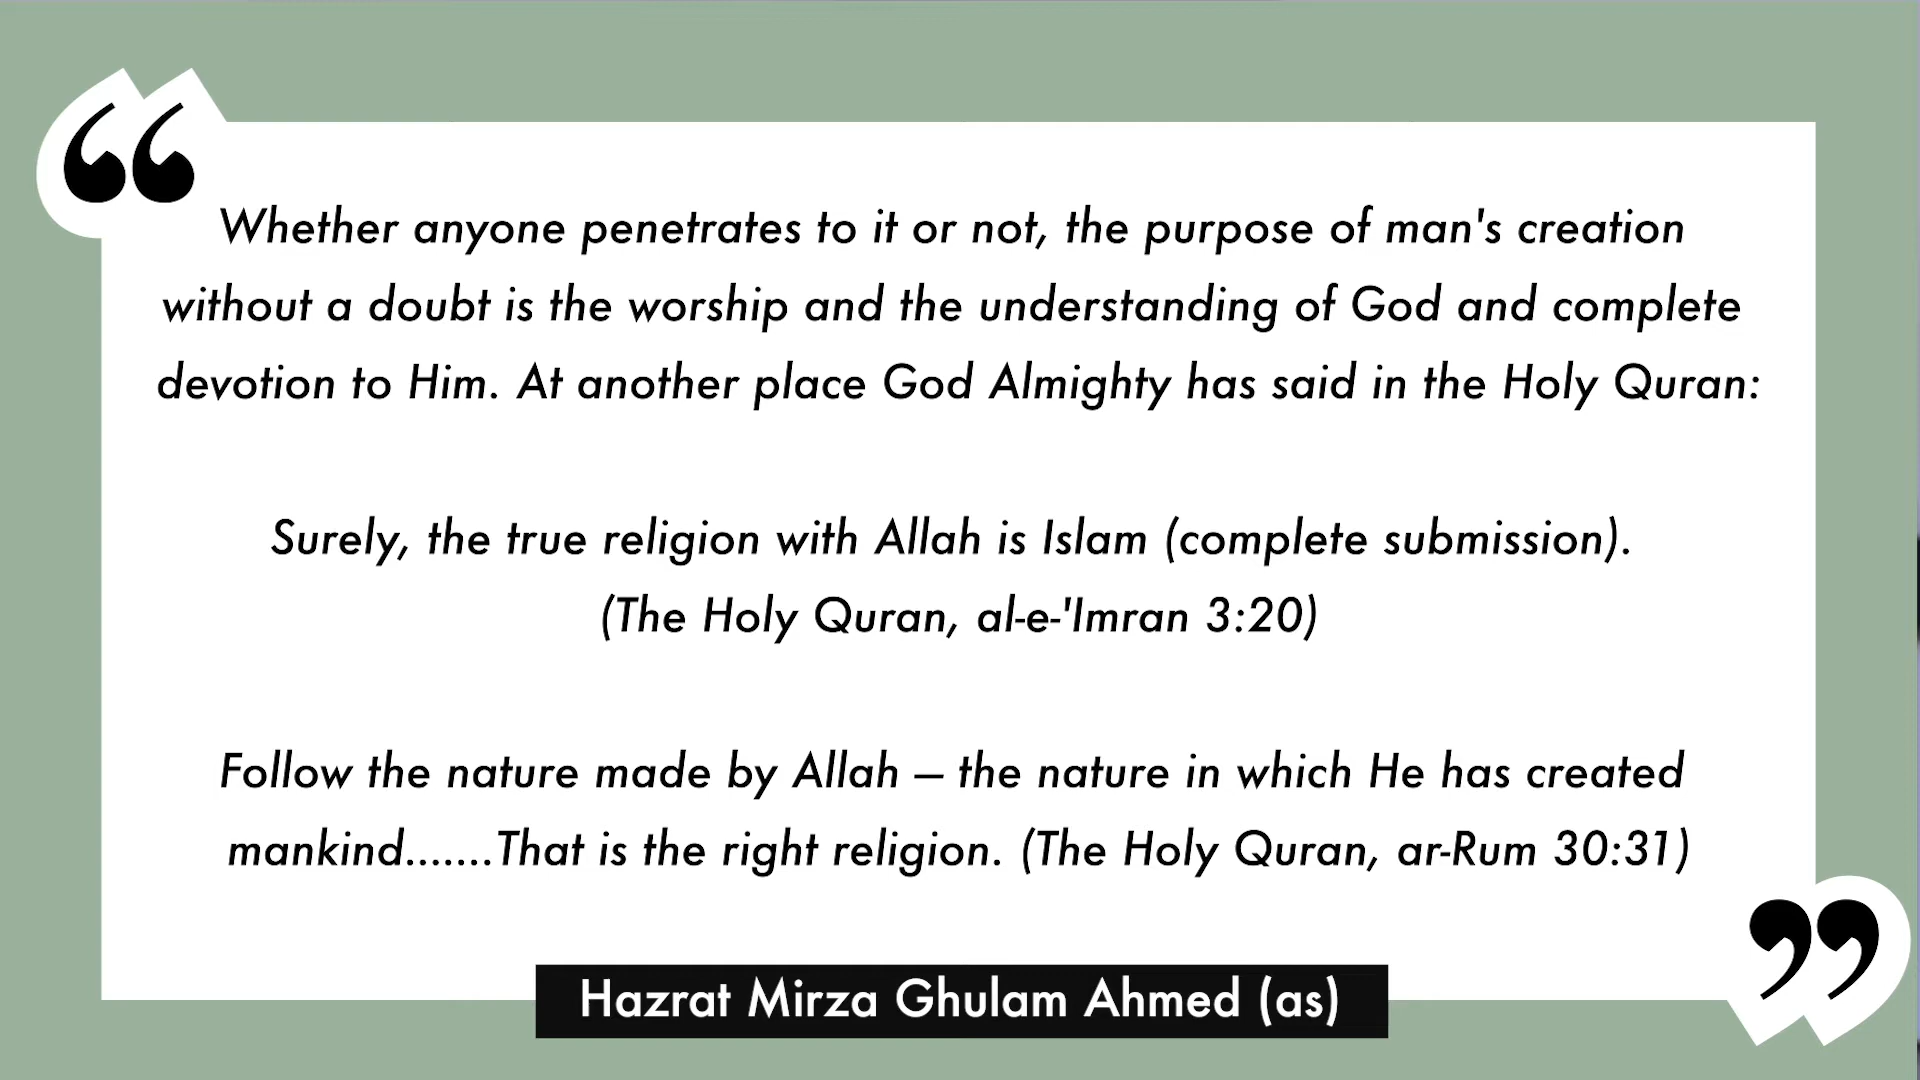 “
Whether anyone penetrates to it or not, the purpose of man's creation
without a doubt is the worship and the understanding of God and complete
devotion to Him. At another place God Almighty has said in the Holy Quran:
Surely, the true religion with Allah is Islam (complete submission).
(The Holy Quran, al-e-'Imran 3:20)
Follow the nature made by Allah – the nature in which He has created
mankind.......That is the right religion. (The Holy Quran, ar-Rum 30:31)
”
Hazrat Mirza Ghulam Ahmed (as)